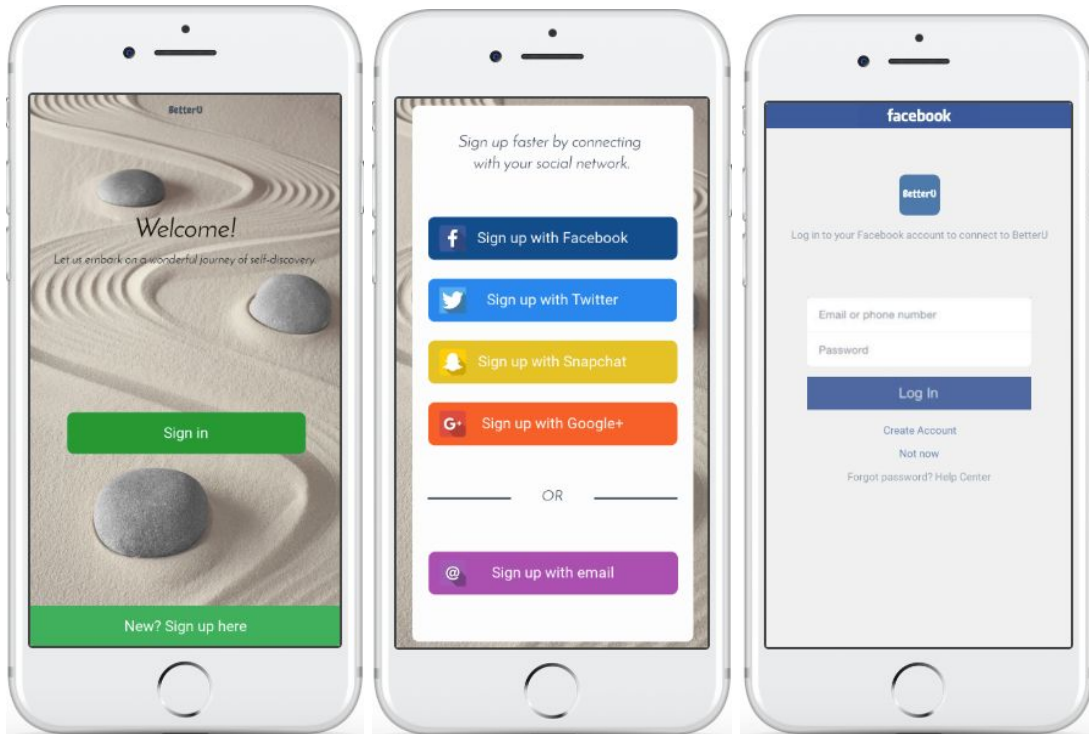 BetterU
Welcome!
Let us embark on a wonderful journey of self-discovery.
Sign in
New? Sign up here
Sign up faster by connecting
with your social network.
f Sign up with Facebook
Sign up with Twitter
Sign up with Snapchat
G+ Sign up with Google+
OR
@ Sign up with email
facebook
BetterU
Log in to your Facebook account to connect to BetterU
Email or phone number
Password
Log In
Create Account
Not now
Forgot password? Help Center